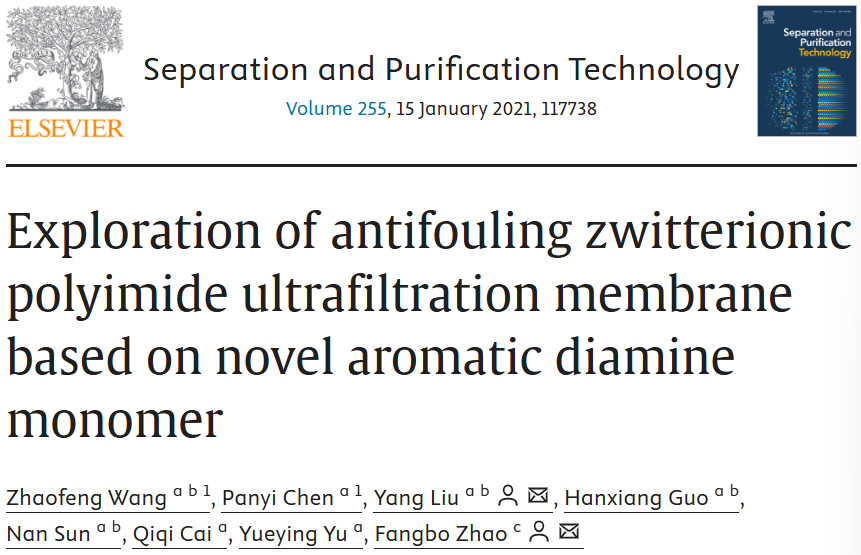 Separation and Purification Technology
Volume 255, 15 January 2021, 117738
ELSEVIER
Separation and
Purification
Technology
Exploration of antifouling zwitterionic
polyimide ultrafiltration membrane
based on novel aromatic diamine
monomer
Zhaofeng Wang a b 1, Panyi Chen a 1, Yang Liu a b, Hanxiang Guo a b,
Nan Sun a b, Qiqi Cai a, Yueying Yu a, Fangbo Zhao c